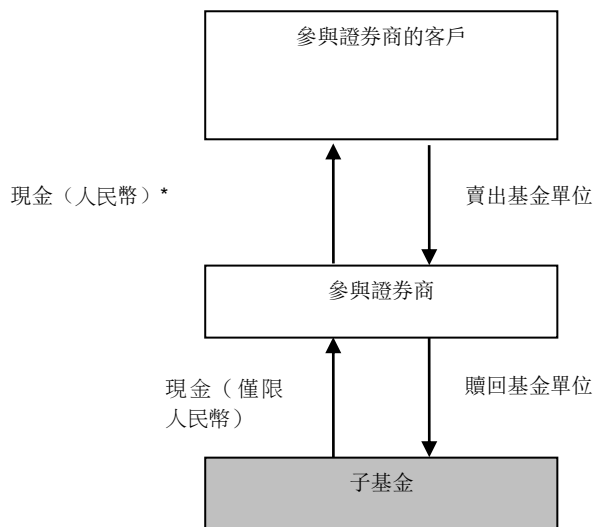 參與證券商的客戶
現金（人民幣）*
賣出基金單位
參與證券商
現金（僅限
人民幣）
贖回基金單位
子基金